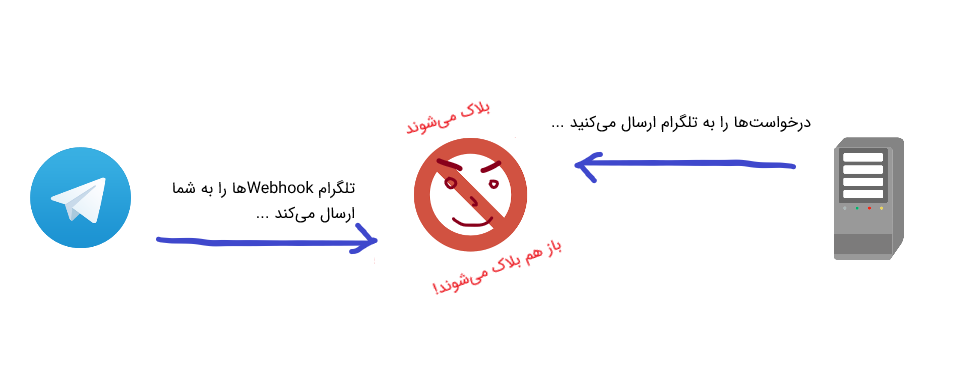 بلاک می‌شوند
درخواست‌ها را به تلگرام ارسال می‌کنید ...
تلگرام Webhookها را به شما
ارسال می‌کند ...
باز هم بلاک می‌شوند!